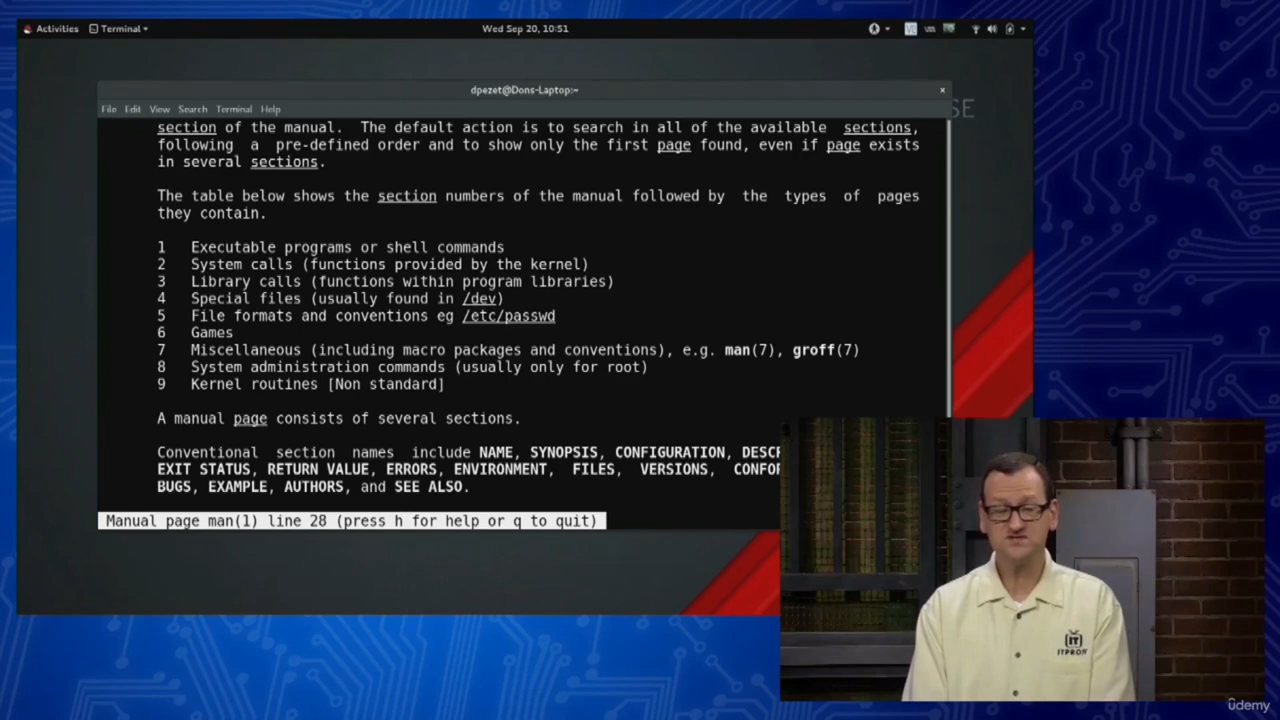 Activities Terminal Wed Sep 20, 10:51
dpezet@Dons-Laptop:~ ×
File Edit View Search Terminal Help
SE
section of the manual. The default action is to search in all of the available sections,
following a pre-defined order and to show only the first page found, even if page exists
in several sections.
The table below shows the section numbers of the manual followed by the types of pages
they contain.
1 Executable programs or shell commands
2 System calls (functions provided by the kernel)
3 Library calls (functions within program libraries)
4 Special files (usually found in /dev)
5 File formats and conventions eg /etc/passwd
6 Games
7 Miscellaneous (including macro packages and conventions), e.g. man(7), groff(7)
8 System administration commands (usually only for root)
9 Kernel routines [Non standard]
A manual page consists of several sections.
Conventional section names include NAME, SYNOPSIS, CONFIGURATION, DESCR
EXIT STATUS, RETURN VALUE, ERRORS, ENVIRONMENT, FILES, VERSIONS, CONFOR
BUGS, EXAMPLE, AUTHORS, and SEE ALSO.
Manual page man(1) line 28 (press h for help or q to quit)
IT
ITPRO
udemy